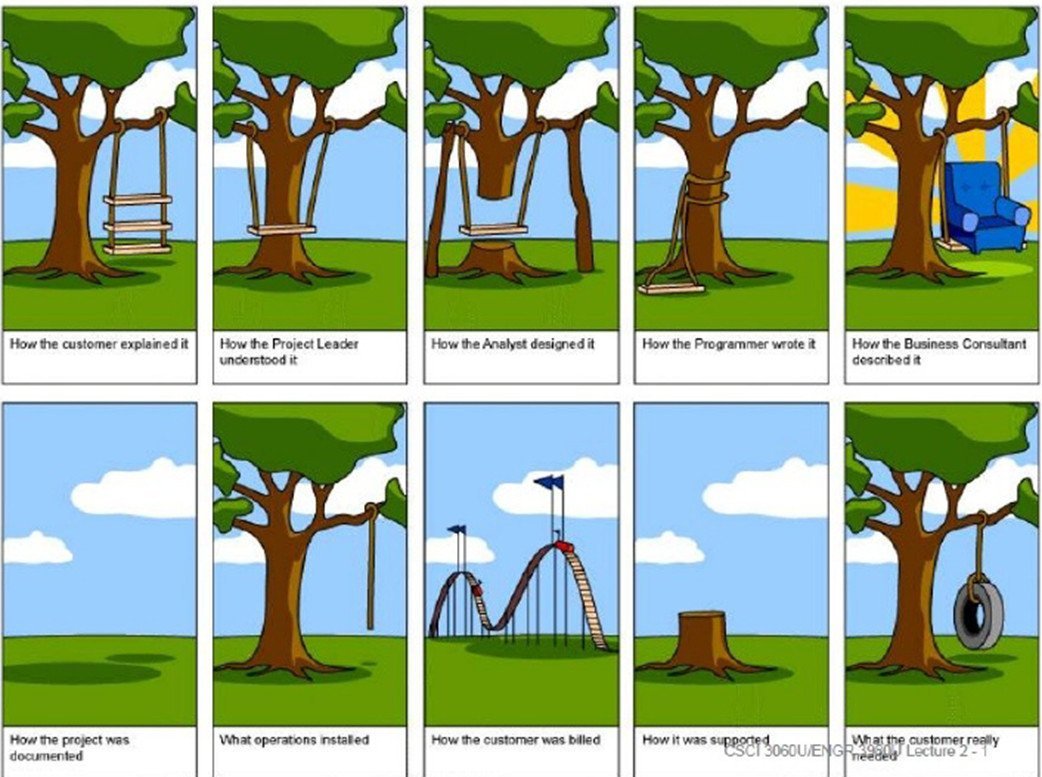 How the customer explained it
How the Project Leader
understood it
How the Analyst designed it
How the Programmer wrote it
How the Business Consultant
described it
How the project was
documented
What operations installed
How the customer was billed
How it was supported
What the customer really
needed
CSCI 3060U/ENGR 3980U Lecture 2 - 1